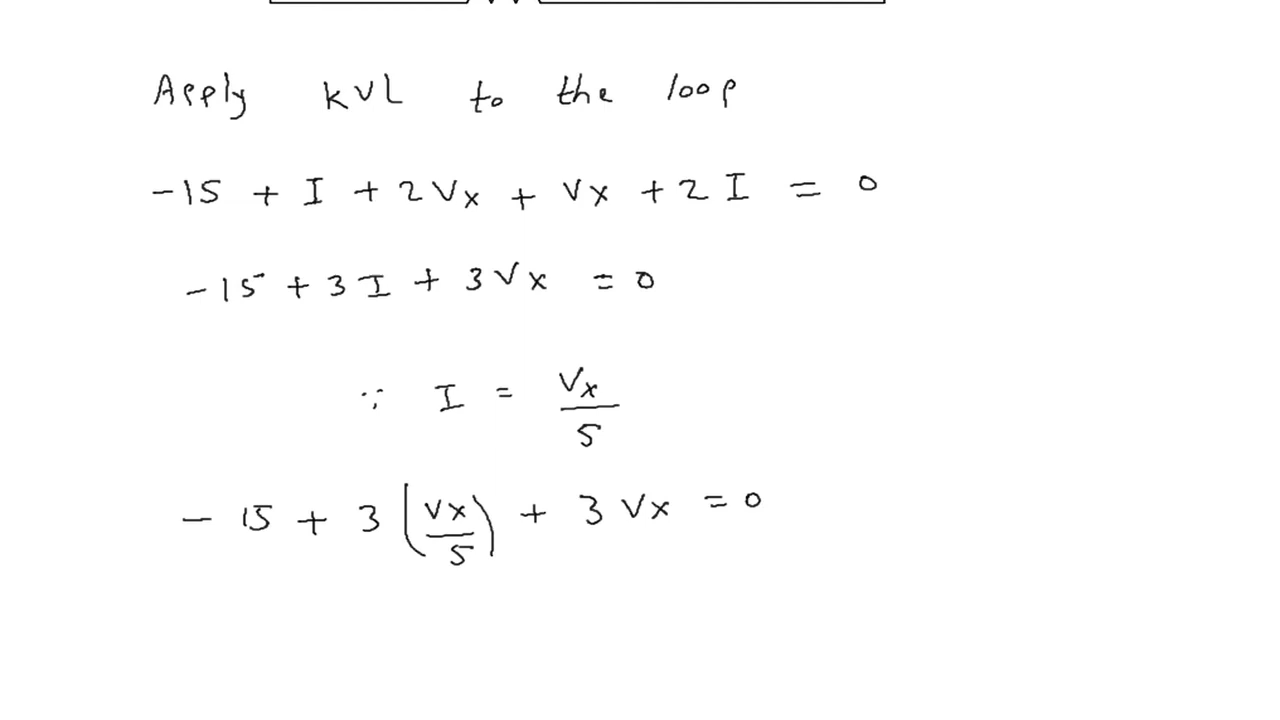 Apply KVL to the loop
-15 + I + 2Vx + Vx + 2I = 0
-15 + 3I + 3Vx = 0
∵ I = Vx/5
-15 + 3(Vx/5) + 3Vx = 0